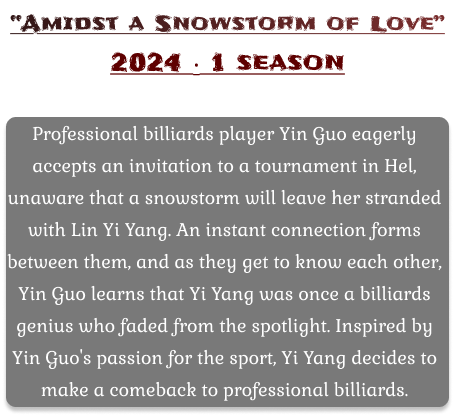 "Amidst a Snowstorm of Love"
2024 · 1 season
Professional billiards player Yin Guo eagerly
accepts an invitation to a tournament in Hel,
unaware that a snowstorm will leave her stranded
with Lin Yi Yang. An instant connection forms
between them, and as they get to know each other,
Yin Guo learns that Yi Yang was once a billiards
genius who faded from the spotlight. Inspired by
Yin Guo's passion for the sport, Yi Yang decides to
make a comeback to professional billiards.